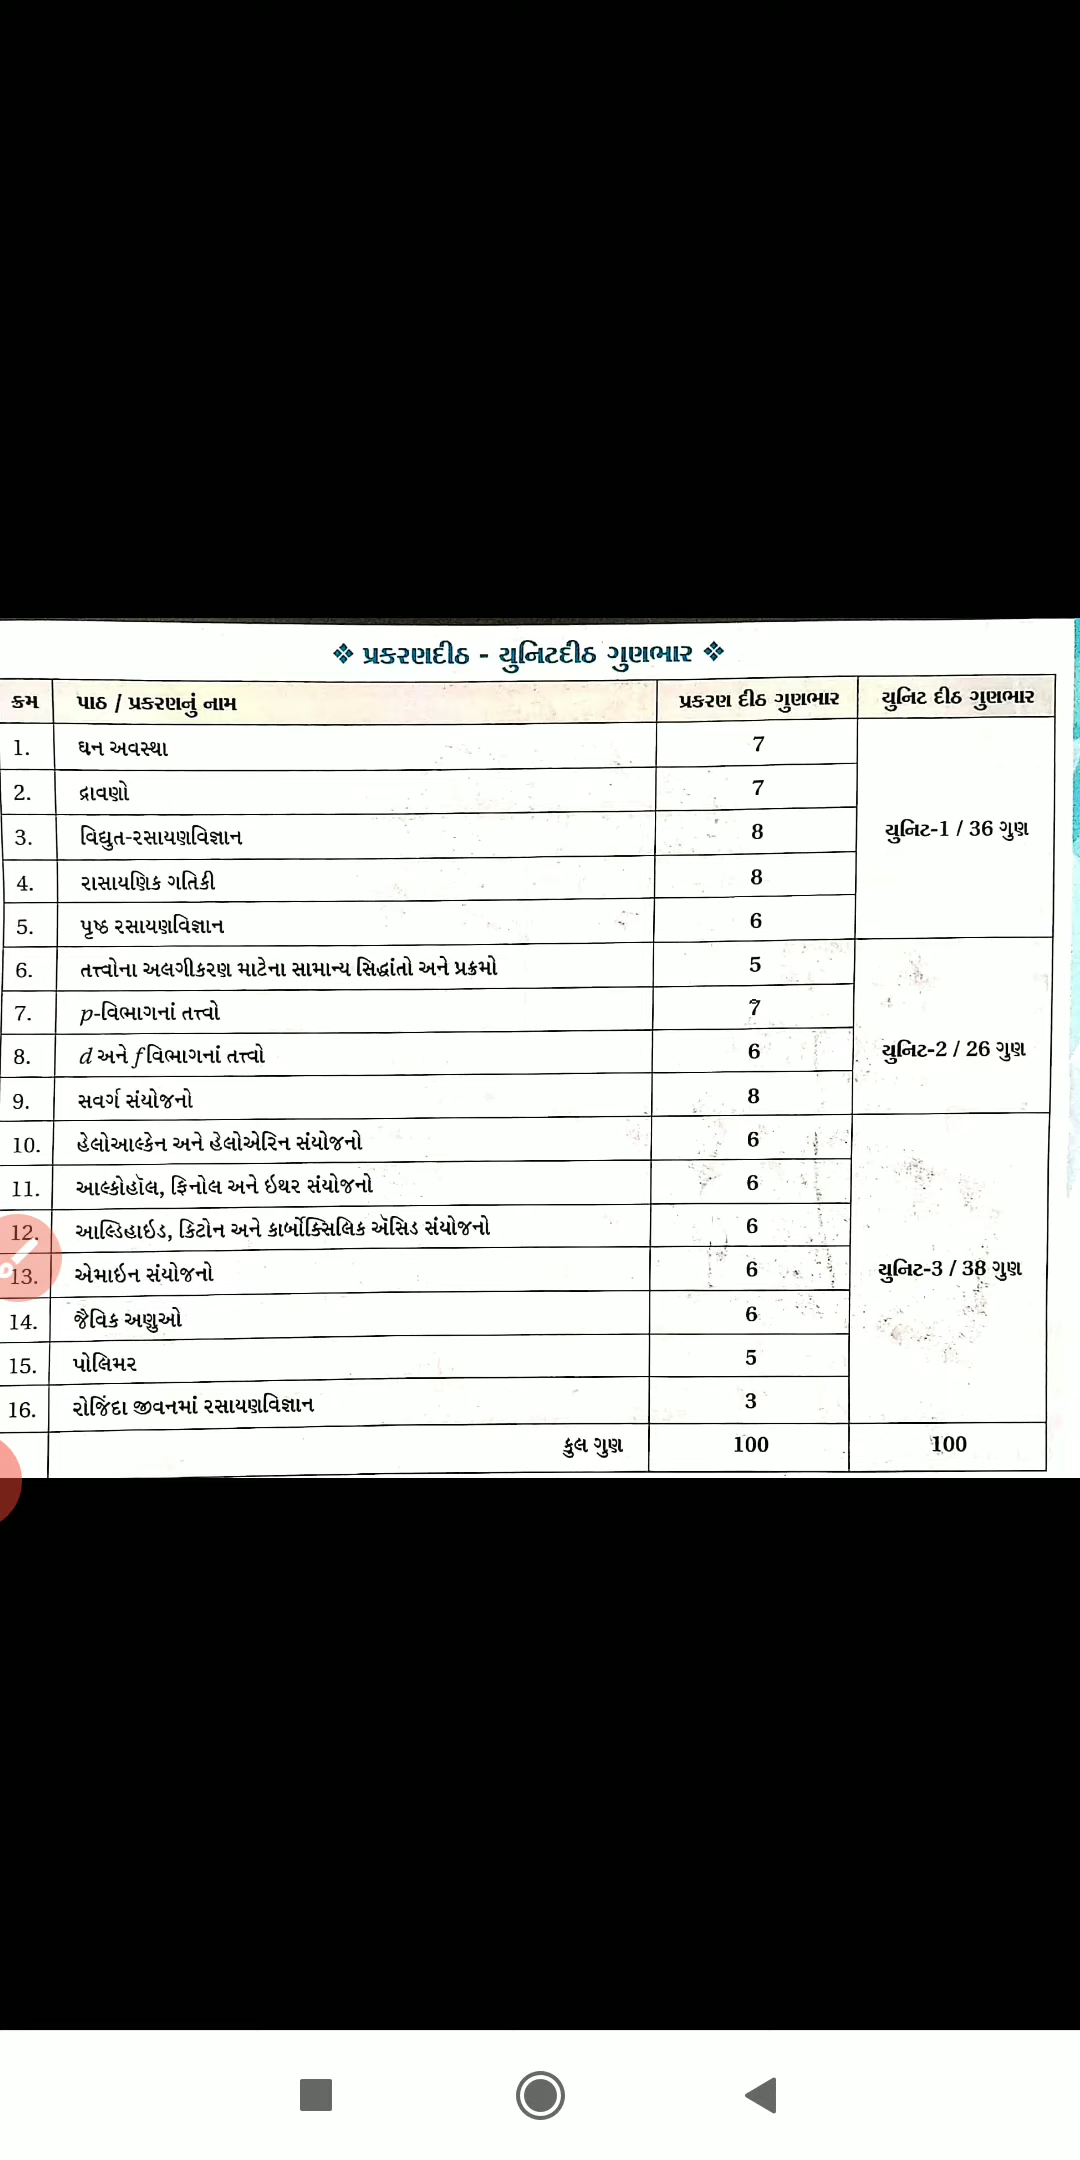 ❖ પ્રકરણદીઠ - યુનિટદીઠ ગુણભાર ❖
ક્રમ પાઠ / પ્રકરણનું નામ પ્રકરણ દીઠ ગુણભાર યુનિટ દીઠ ગુણભાર
1. ઘન અવસ્થા 7
2. દ્રાવણો 7
3. વિદ્યુત-રસાયણવિજ્ઞાન 8 યુનિટ-1 / 36 ગુણ
4. રાસાયણિક ગતિકી 8
5. પૃષ્ઠ રસાયણવિજ્ઞાન 6
6. તત્ત્વોના અલગીકરણ માટેના સામાન્ય સિદ્ધાંતો અને પ્રક્રમો 5
7. p-વિભાગનાં તત્ત્વો 7
8. d અને f વિભાગનાં તત્ત્વો 6 યુનિટ-2 / 26 ગુણ
9. સવર્ગ સંયોજનો 8
10. હેલોઆલ્કેન અને હેલોએરિન સંયોજનો 6
11. આલ્કોહૉલ, ફિનોલ અને ઇથર સંયોજનો 6
12. આલ્ડિહાઇડ, કિટોન અને કાર્બોક્સિલિક ઍસિડ સંયોજનો 6
13. એમાઇન સંયોજનો 6 યુનિટ-3 / 38 ગુણ
14. જૈવિક અણુઓ 6
15. પોલિમર 5
16. રોજિંદા જીવનમાં રસાયણવિજ્ઞાન 3
કુલ ગુણ 100 100